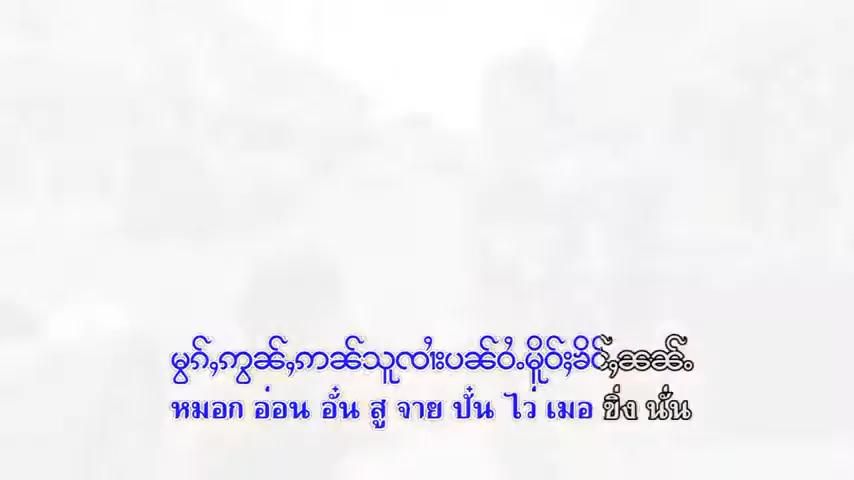 မွၵ်ႇဢွၼ်ႇဢၼ်သူၸၢႆးပၼ်ဝႆႉမိူဝ်ႈၶိင်ႇၼၼ်ႉ
หมอก อ่อน อั๋น สู จาย ปั๋น ไว่ เมอ ขิ่ง นั่น